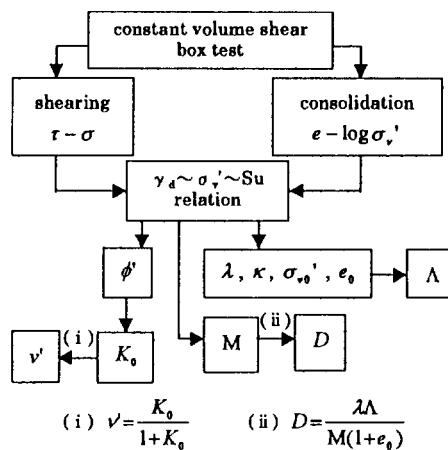 constant volume shear
box test
shearing
τ − σ
consolidation
e − log σv'
γd ~ σv' ~ Su
relation
ϕ'
λ , κ , σv0' , e0
Λ
ν'
(i)
K0
M
(ii)
D
(i) ν' = K0 / 1+K0
(ii) D = λΛ / M(1+e0)